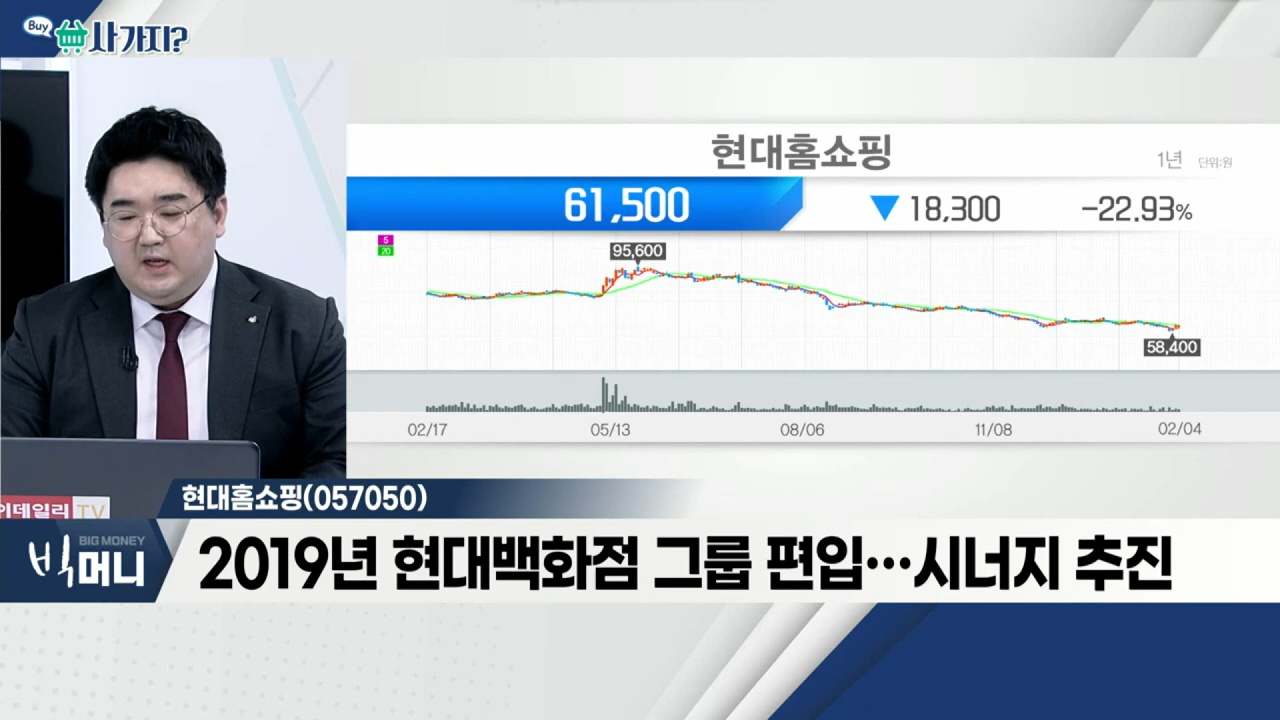 Buy
사가지?
현대홈쇼핑
1년 단위:원
61,500
▼ 18,300
-22.93%
5
20
95,600
58,400
02/17
05/13
08/06
11/08
02/04
이데일리 TV
현대홈쇼핑(057050)
BIG MONEY
빅머니
2019년 현대백화점 그룹 편입…시너지 추진